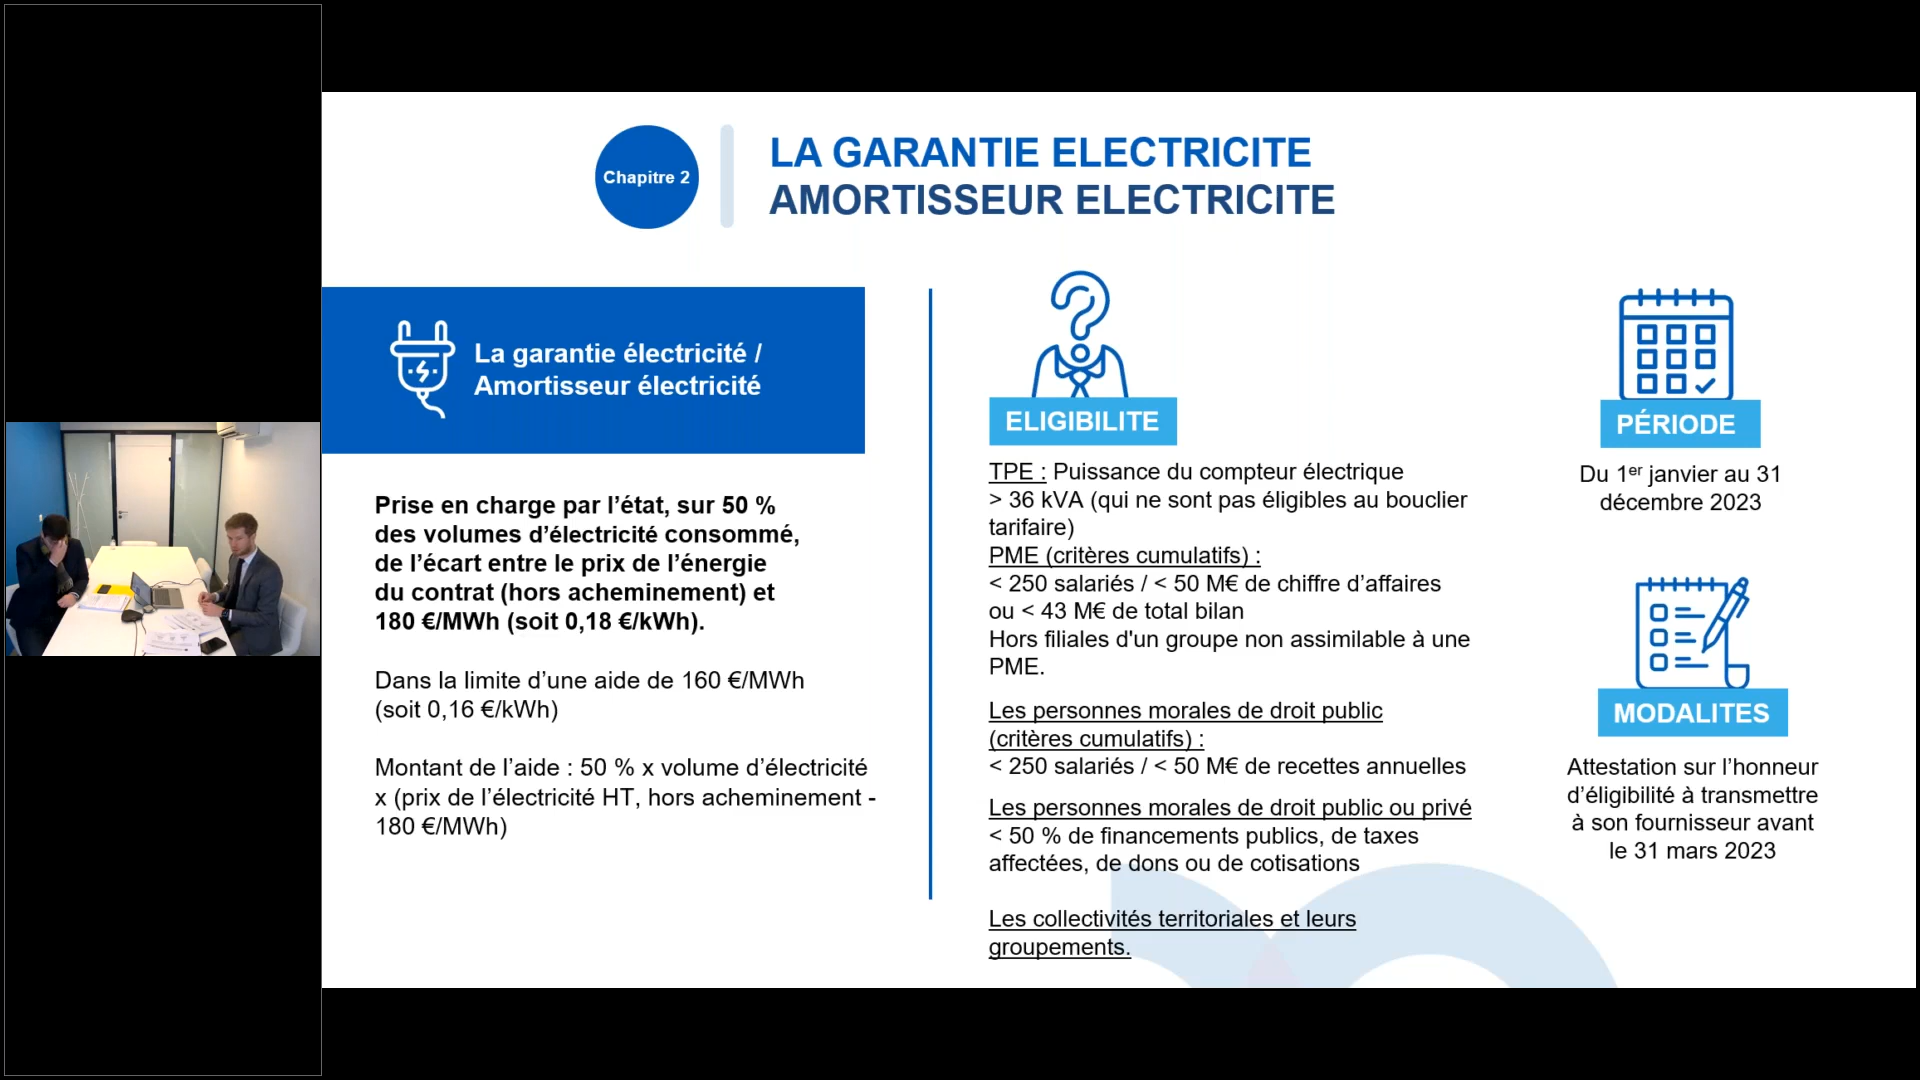 Chapitre 2
LA GARANTIE ELECTRICITE
AMORTISSEUR ELECTRICITE
La garantie électricité /
Amortisseur électricité
Prise en charge par l’état, sur 50 %
des volumes d’électricité consommé,
de l’écart entre le prix de l’énergie
du contrat (hors acheminement) et
180 €/MWh (soit 0,18 €/kWh).
Dans la limite d’une aide de 160 €/MWh
(soit 0,16 €/kWh)
Montant de l’aide : 50 % x volume d’électricité
x (prix de l’électricité HT, hors acheminement -
180 €/MWh)
ELIGIBILITE
TPE : Puissance du compteur électrique
> 36 kVA (qui ne sont pas éligibles au bouclier
tarifaire)
PME (critères cumulatifs) :
< 250 salariés / < 50 M€ de chiffre d’affaires
ou < 43 M€ de total bilan
Hors filiales d'un groupe non assimilable à une
PME.
Les personnes morales de droit public
(critères cumulatifs) :
< 250 salariés / < 50 M€ de recettes annuelles
Les personnes morales de droit public ou privé
< 50 % de financements publics, de taxes
affectées, de dons ou de cotisations
Les collectivités territoriales et leurs
groupements.
PÉRIODE
Du 1er janvier au 31
décembre 2023
MODALITES
Attestation sur l’honneur
d’éligibilité à transmettre
à son fournisseur avant
le 31 mars 2023